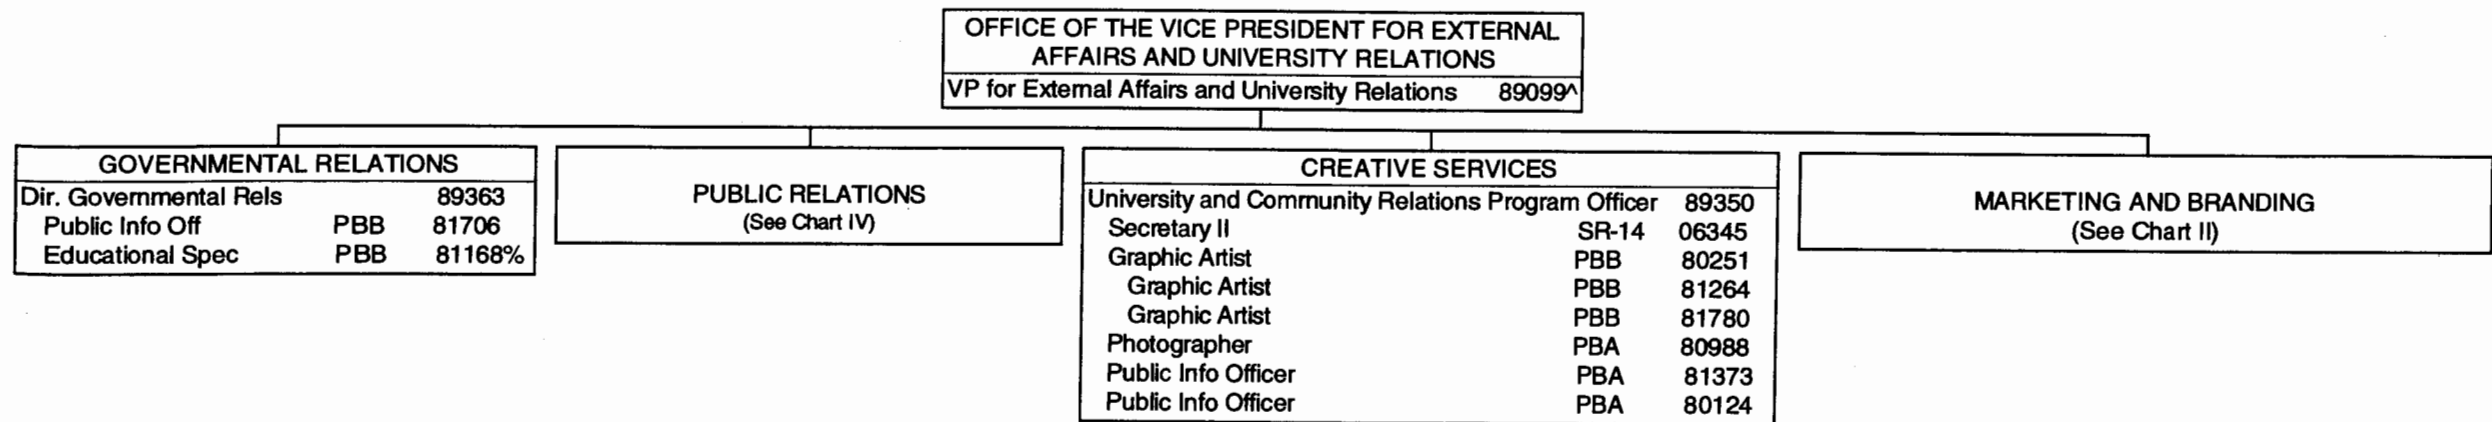 OFFICE OF THE VICE PRESIDENT FOR EXTERNAL
AFFAIRS AND UNIVERSITY RELATIONS
VP for External Affairs and University Relations 89099^
GOVERNMENTAL RELATIONS
Dir. Governmental Rels 89363
Public Info Off PBB 81706
Educational Spec PBB 81168%
PUBLIC RELATIONS
(See Chart IV)
CREATIVE SERVICES
University and Community Relations Program Officer 89350
Secretary II SR-14 06345
Graphic Artist PBB 80251
Graphic Artist PBB 81264
Graphic Artist PBB 81780
Photographer PBA 80988
Public Info Officer PBA 81373
Public Info Officer PBA 80124
MARKETING AND BRANDING
(See Chart II)